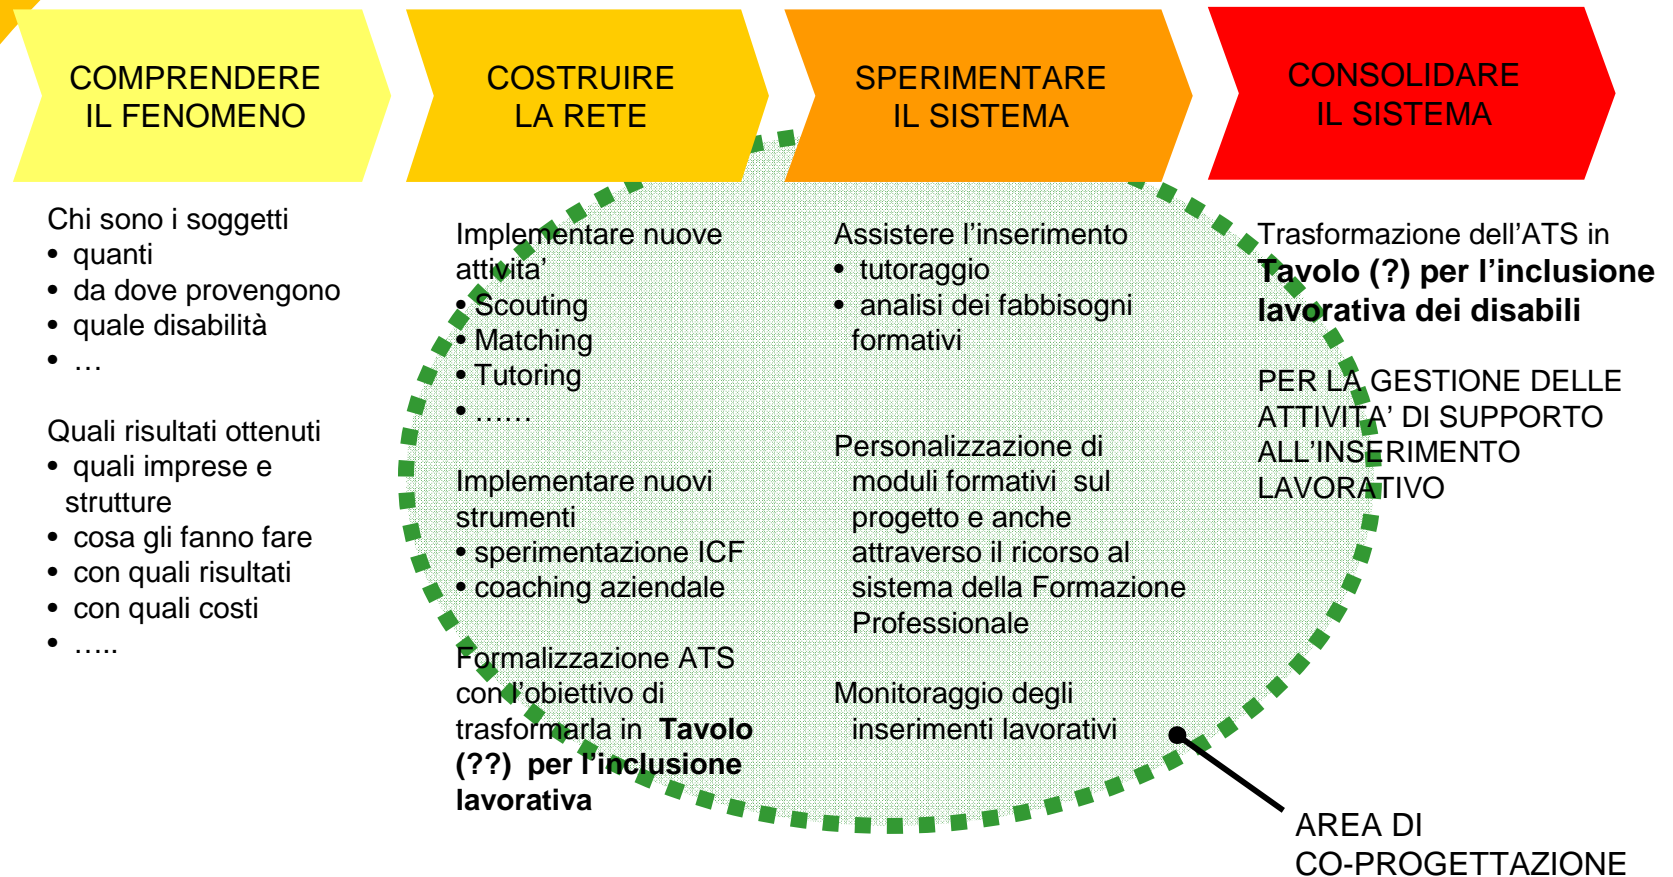 COMPRENDERE
IL FENOMENO
COSTRUIRE
LA RETE
SPERIMENTARE
IL SISTEMA
CONSOLIDARE
IL SISTEMA
Chi sono i soggetti
• quanti
• da dove provengono
• quale disabilità
• …
Quali risultati ottenuti
• quali imprese e
strutture
• cosa gli fanno fare
• con quali risultati
• con quali costi
• …..
Implementare nuove
attivita’
• Scouting
• Matching
• Tutoring
• ……
Implementare nuovi
strumenti
• sperimentazione ICF
• coaching aziendale
Formalizzazione ATS
con l’obiettivo di
trasformarla in Tavolo
(??) per l’inclusione
lavorativa
Assistere l’inserimento
• tutoraggio
• analisi dei fabbisogni
formativi
Personalizzazione di
moduli formativi sul
progetto e anche
attraverso il ricorso al
sistema della Formazione
Professionale
Monitoraggio degli
inserimenti lavorativi
Trasformazione dell’ATS in
Tavolo (?) per l’inclusione
lavorativa dei disabili
PER LA GESTIONE DELLE
ATTIVITA’ DI SUPPORTO
ALL’INSERIMENTO
LAVORATIVO
AREA DI
CO-PROGETTAZIONE